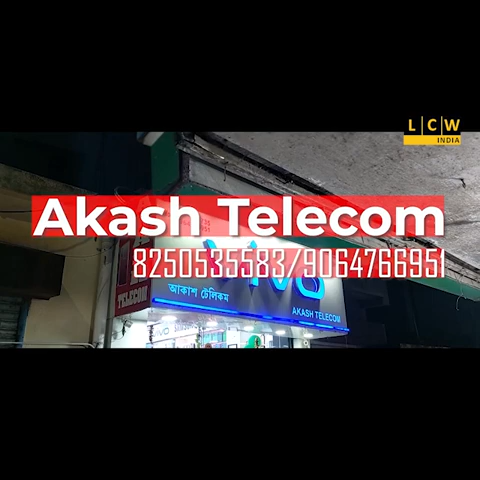 L|C|W
INDIA
Akash Telecom
8250535583/9064766951
vivo
TELECOM
আকাশ টেলিকম
AKASH TELECOM